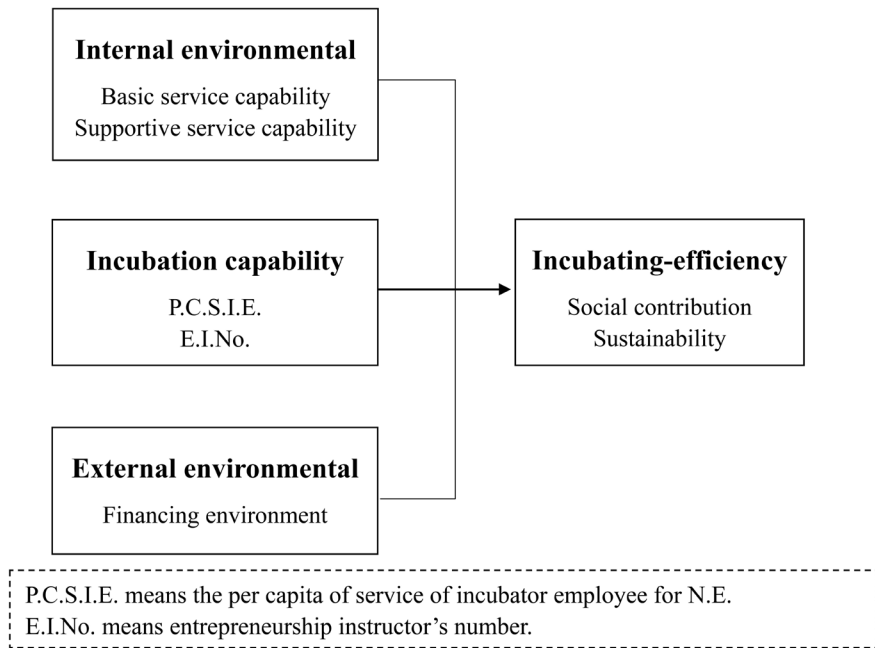 Internal environmental
Basic service capability
Supportive service capability
Incubation capability
P.C.S.I.E.
E.I.No.
Incubating-efficiency
Social contribution
Sustainability
External environmental
Financing environment
P.C.S.I.E. means the per capita of service of incubator employee for N.E.
E.I.No. means entrepreneurship instructor’s number.